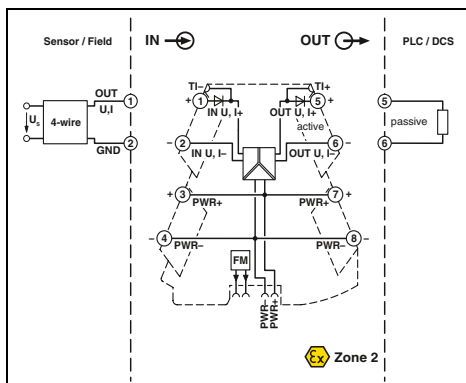 Sensor / Field
IN
OUT
PLC / DCS
OUT
U,I
1
2
GND
Us
4-wire
TI–
TI+
+ 1
5 +
IN U, I+
OUT U, I+
active
– 2
6 –
IN U, I–
OUT U, I–
+ 3
7 +
PWR+
PWR+
– 4
8 –
PWR–
PWR–
FM
PWR–
PWR+
5
6
passive
Ex Zone 2